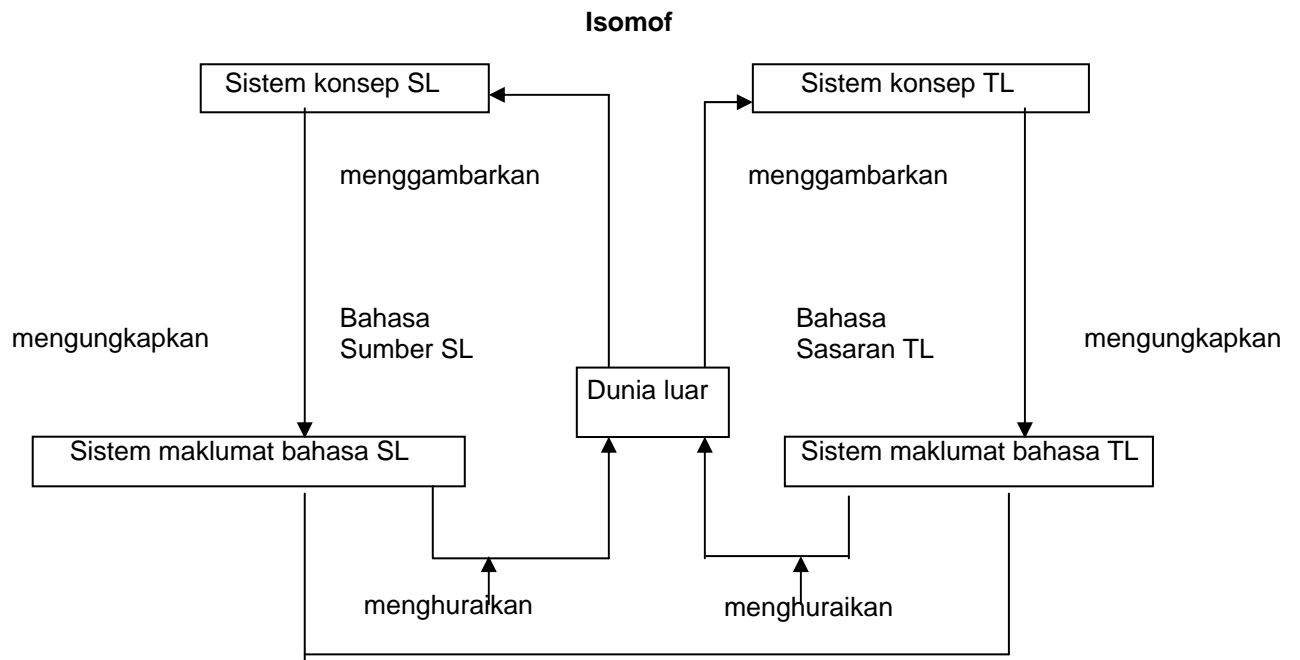 Isomof
Sistem konsep SL
Sistem konsep TL
menggambarkan
menggambarkan
mengungkapkan
Bahasa
Sumber SL
Bahasa
Sasaran TL
mengungkapkan
Dunia luar
Sistem maklumat bahasa SL
Sistem maklumat bahasa TL
menghuraikan
menghuraikan